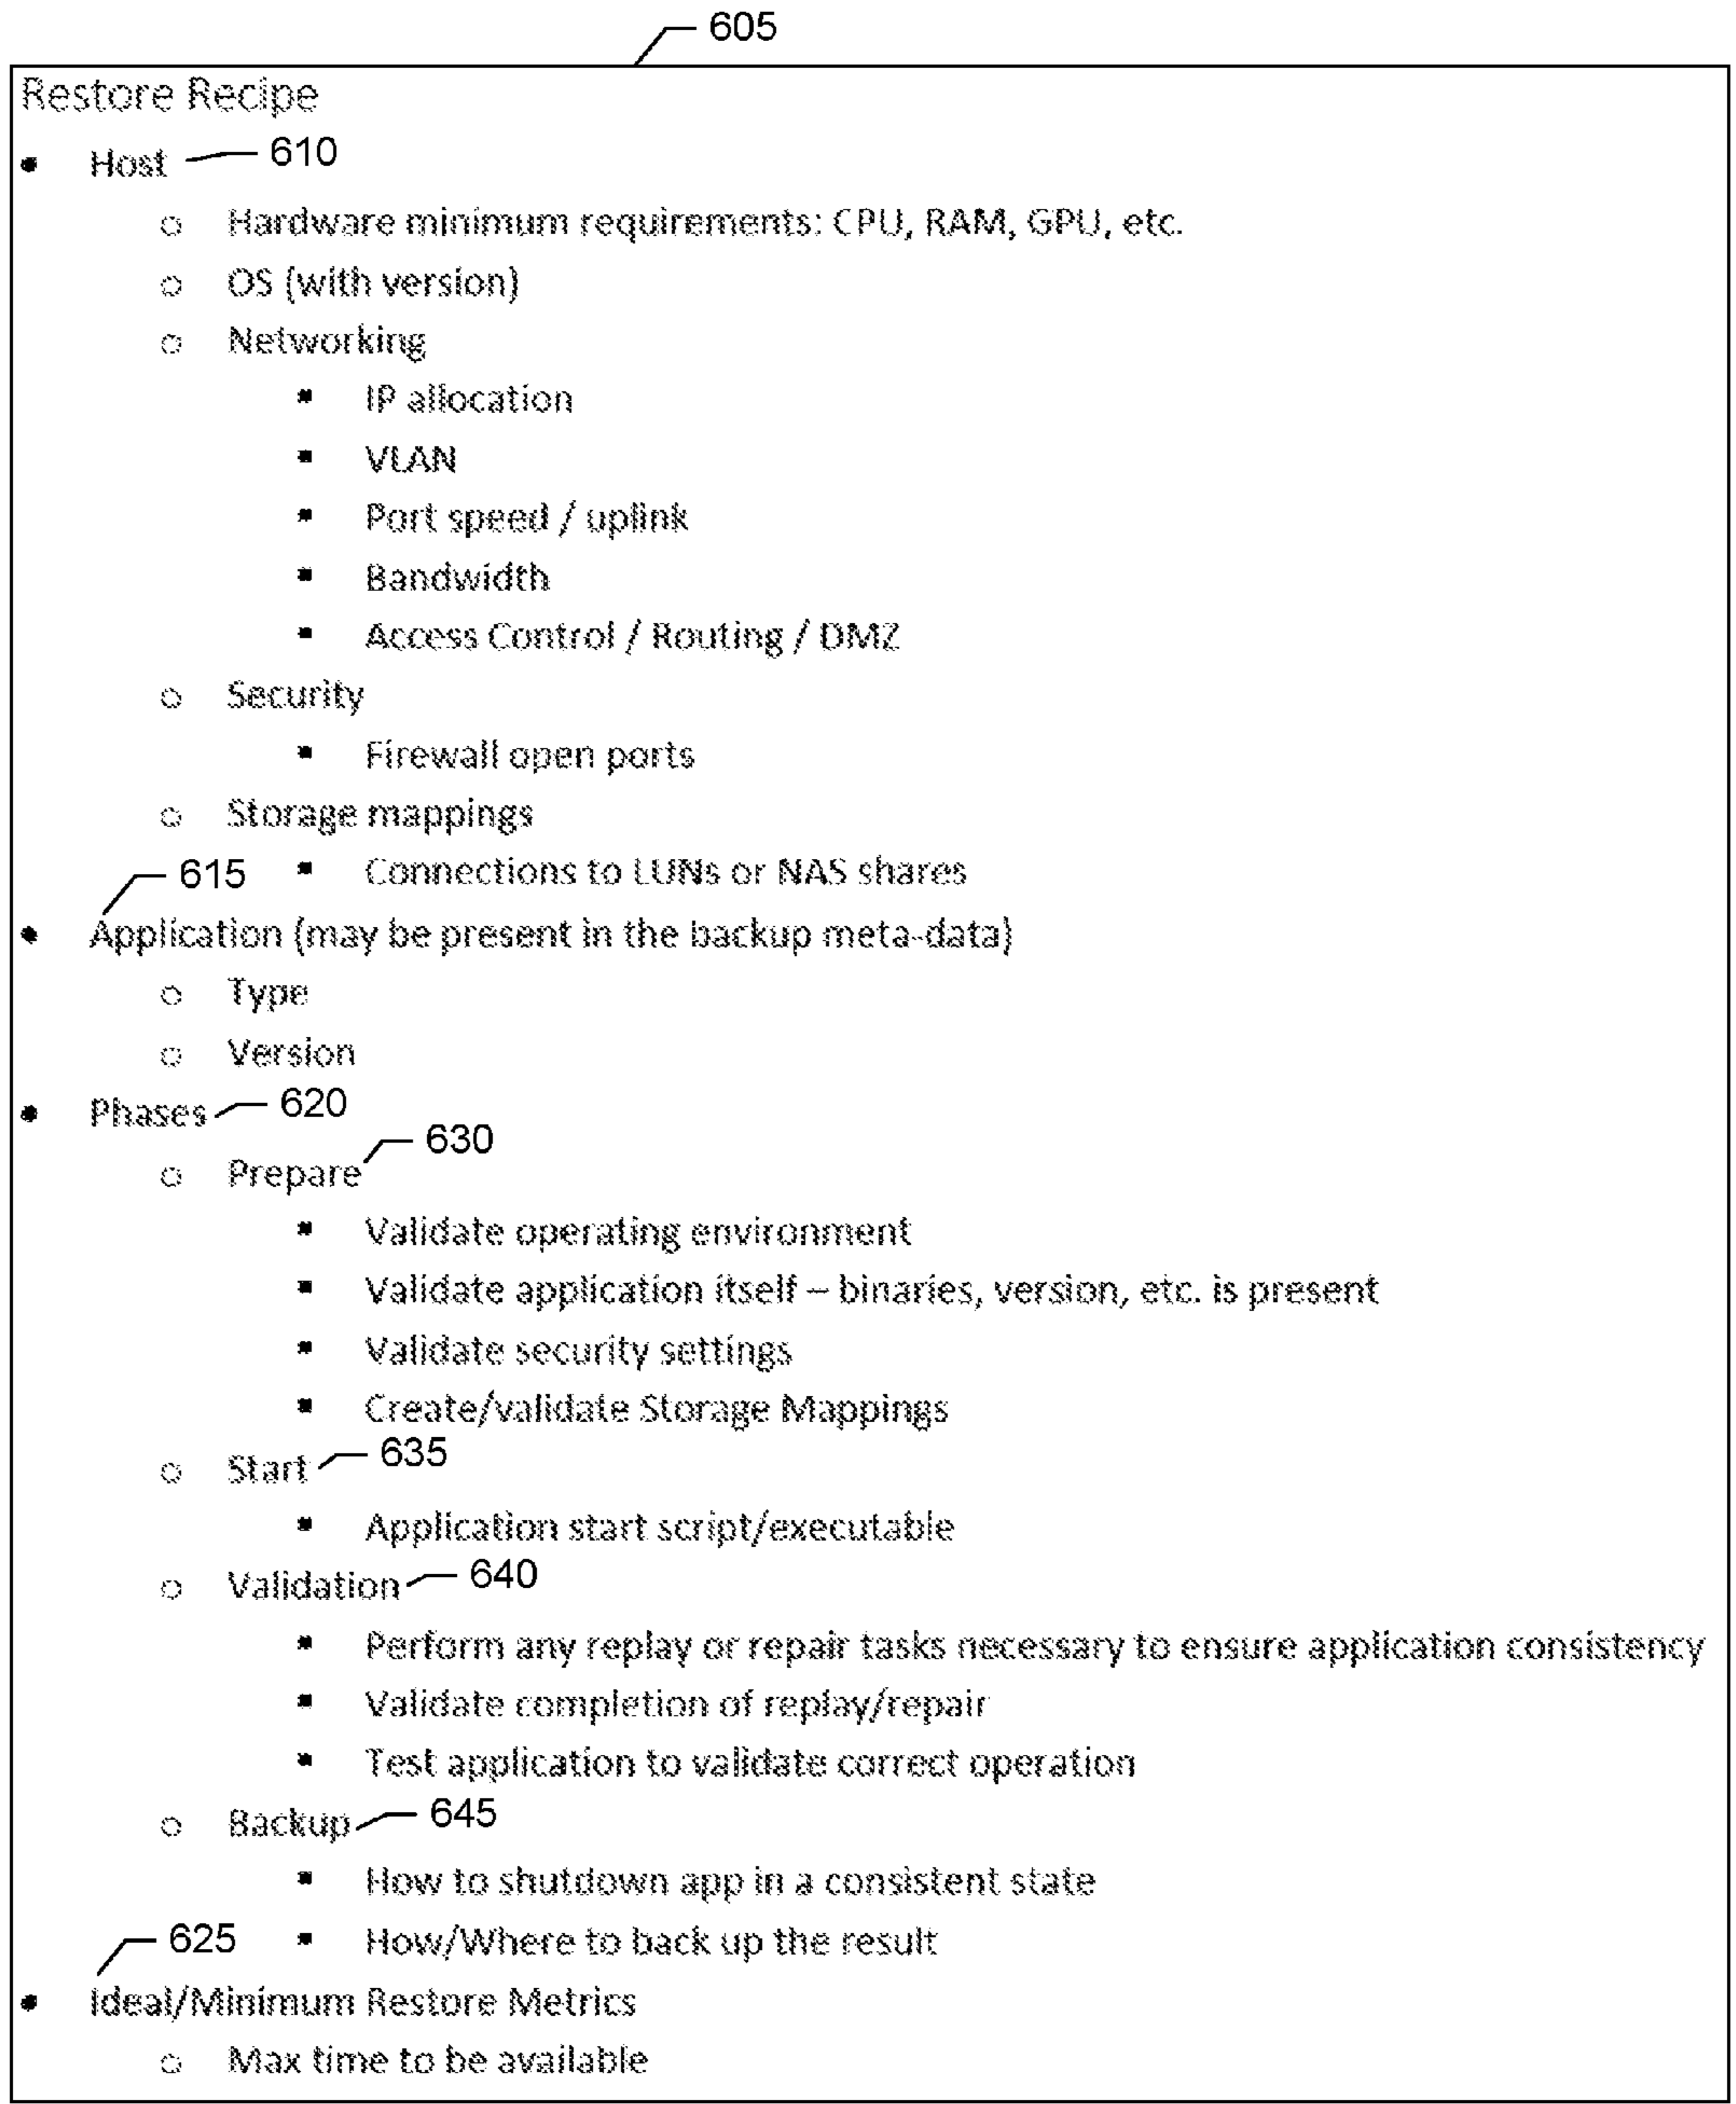 605
Restore Recipe
• Host 610
○ Hardware minimum requirements: CPU, RAM, GPU, etc.
○ OS (with version)
○ Networking
▪ IP allocation
▪ VLAN
▪ Port speed / uplink
▪ Bandwidth
▪ Access Control / Routing / DMZ
○ Security
▪ Firewall open ports
○ Storage mappings
615 ▪ Connections to LUNs or NAS shares
• Application (may be present in the backup meta-data)
○ Type
○ Version
• Phases 620
○ Prepare 630
▪ Validate operating environment
▪ Validate application itself – binaries, version, etc. is present
▪ Validate security settings
▪ Create/validate Storage Mappings
○ Start 635
▪ Application start script/executable
○ Validation 640
▪ Perform any replay or repair tasks necessary to ensure application consistency
▪ Validate completion of replay/repair
▪ Test application to validate correct operation
○ Backup 645
▪ How to shutdown app in a consistent state
625 ▪ How/Where to back up the result
• Ideal/Minimum Restore Metrics
○ Max time to be available